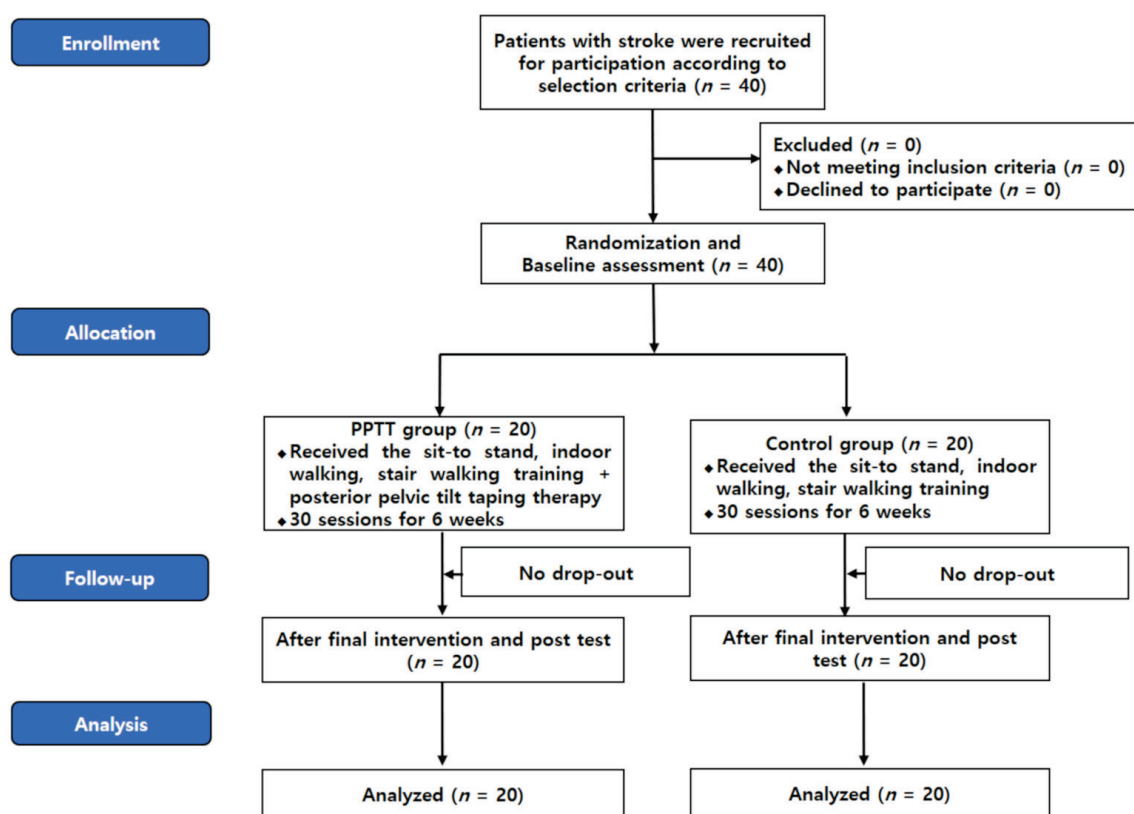 Enrollment
Patients with stroke were recruited
for participation according to
selection criteria (n = 40)
Excluded (n = 0)
◆Not meeting inclusion criteria (n = 0)
◆Declined to participate (n = 0)
Randomization and
Baseline assessment (n = 40)
Allocation
PPTT group (n = 20)
◆Received the sit-to stand, indoor
walking, stair walking training +
posterior pelvic tilt taping therapy
◆30 sessions for 6 weeks
Control group (n = 20)
◆Received the sit-to stand, indoor
walking, stair walking training
◆30 sessions for 6 weeks
Follow-up
No drop-out
No drop-out
After final intervention and post test
(n = 20)
After final intervention and post
test (n = 20)
Analysis
Analyzed (n = 20)
Analyzed (n = 20)